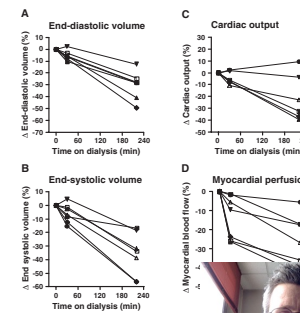 A
End-diastolic volume
Δ End-diastolic volume (%)
10
0
-10
-20
-30
-40
-50
-60
-70
0 60 120 180 240
Time on dialysis (min)
C
Cardiac output
Δ Cardiac output (%)
30
20
10
0
-10
-20
-30
-40
-50
0 60 120 180
Time on dialysis (min)
B
End-systolic volume
Δ End systolic volume (%)
10
0
-10
-20
-30
-40
-50
-60
0 60 120 180 240
Time on dialysis (min)
D
Myocardial perfusion
Δ Myocardial blood flow (%)
0
-10
-20
-30